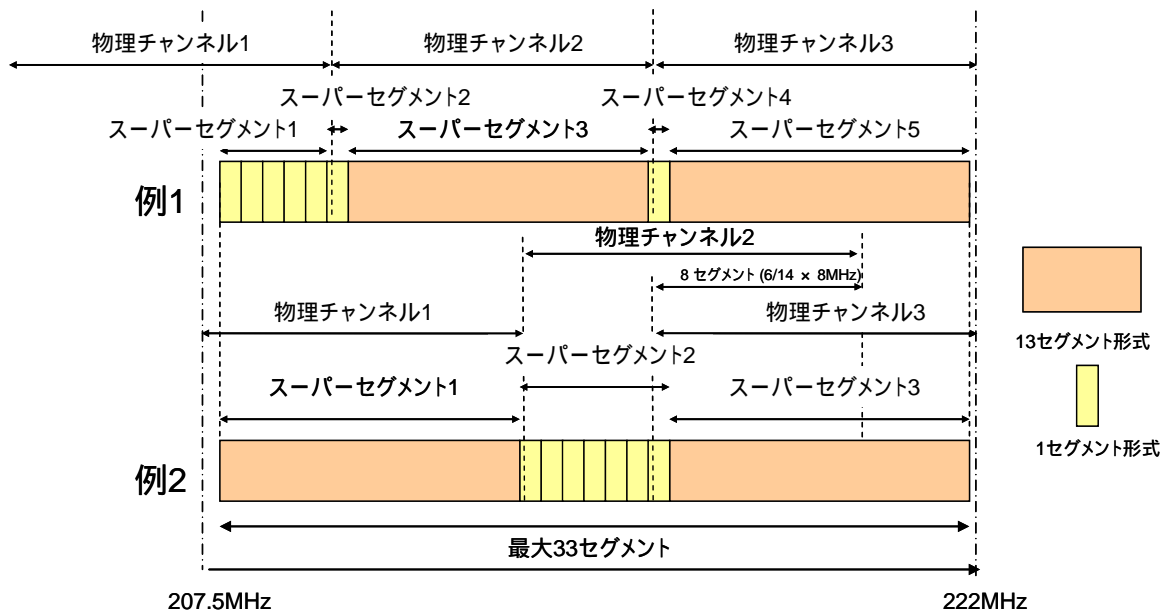 物理チャンネル1
物理チャンネル2
物理チャンネル3
スーパーセグメント2
スーパーセグメント4
スーパーセグメント1
スーパーセグメント3
スーパーセグメント5
例1
物理チャンネル2
8 セグメント (6/14 × 8MHz)
物理チャンネル1
物理チャンネル3
13セグメント形式
スーパーセグメント2
スーパーセグメント1
スーパーセグメント3
1セグメント形式
例2
最大33セグメント
207.5MHz
222MHz